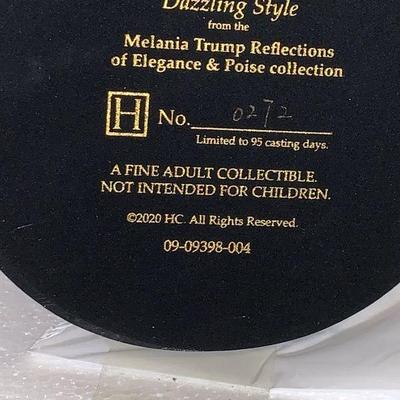 Dazzling Style
from the
Melania Trump Reflections
of Elegance & Poise collection
H No. 0272
Limited to 95 casting days.
A FINE ADULT COLLECTIBLE.
NOT INTENDED FOR CHILDREN.
©2020 HC. All Rights Reserved.
09-09398-004